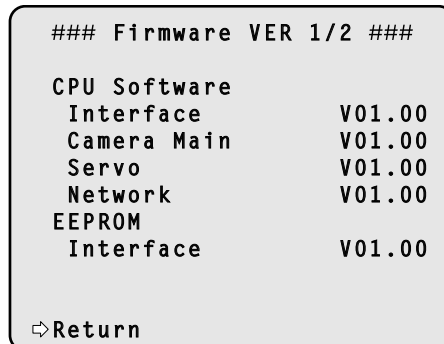 ### Firmware VER 1/2 ###
CPU Software
Interface V01.00
Camera Main V01.00
Servo V01.00
Network V01.00
EEPROM
Interface V01.00
⇨Return